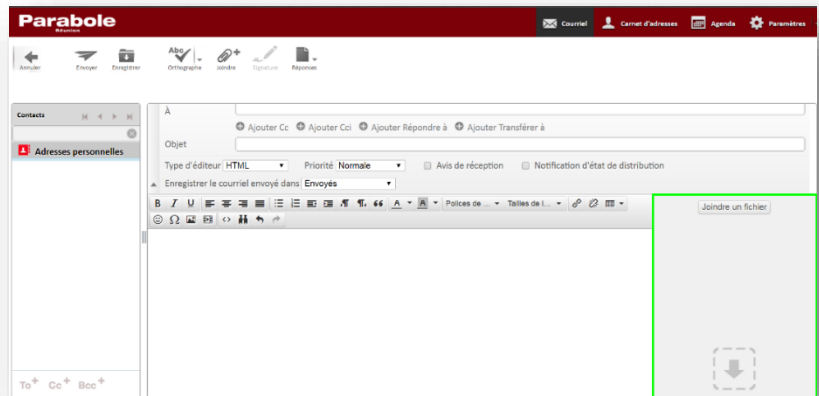 Parabole
Réunion
Courriel Carnet d'adresses Agenda Paramètres
Annuler Envoyer Enregistrer Orthographe Joindre Signature Réponses
Abc
Contacts
Adresses personnelles
To+ Cc+ Bcc+
À
Ajouter Cc Ajouter Cci Ajouter Répondre à Ajouter Transférer à
Objet
Type d'éditeur HTML Priorité Normale Avis de réception Notification d'état de distribution
Enregistrer le courriel envoyé dans Envoyés
B I U A A Polices de ... Tailles de l... 
Ω
Joindre un fichier